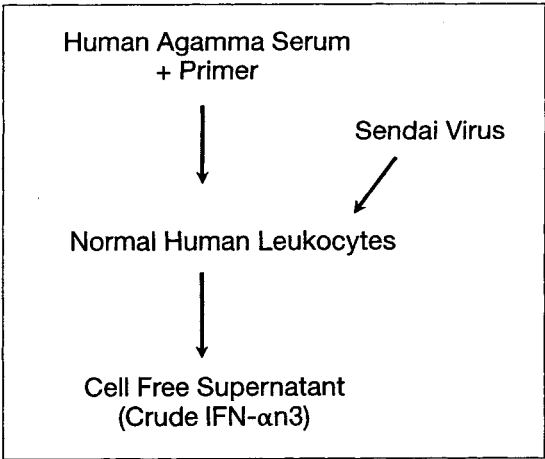 Human Agamma Serum
+ Primer
Sendai Virus
Normal Human Leukocytes
Cell Free Supernatant
(Crude IFN-αn3)